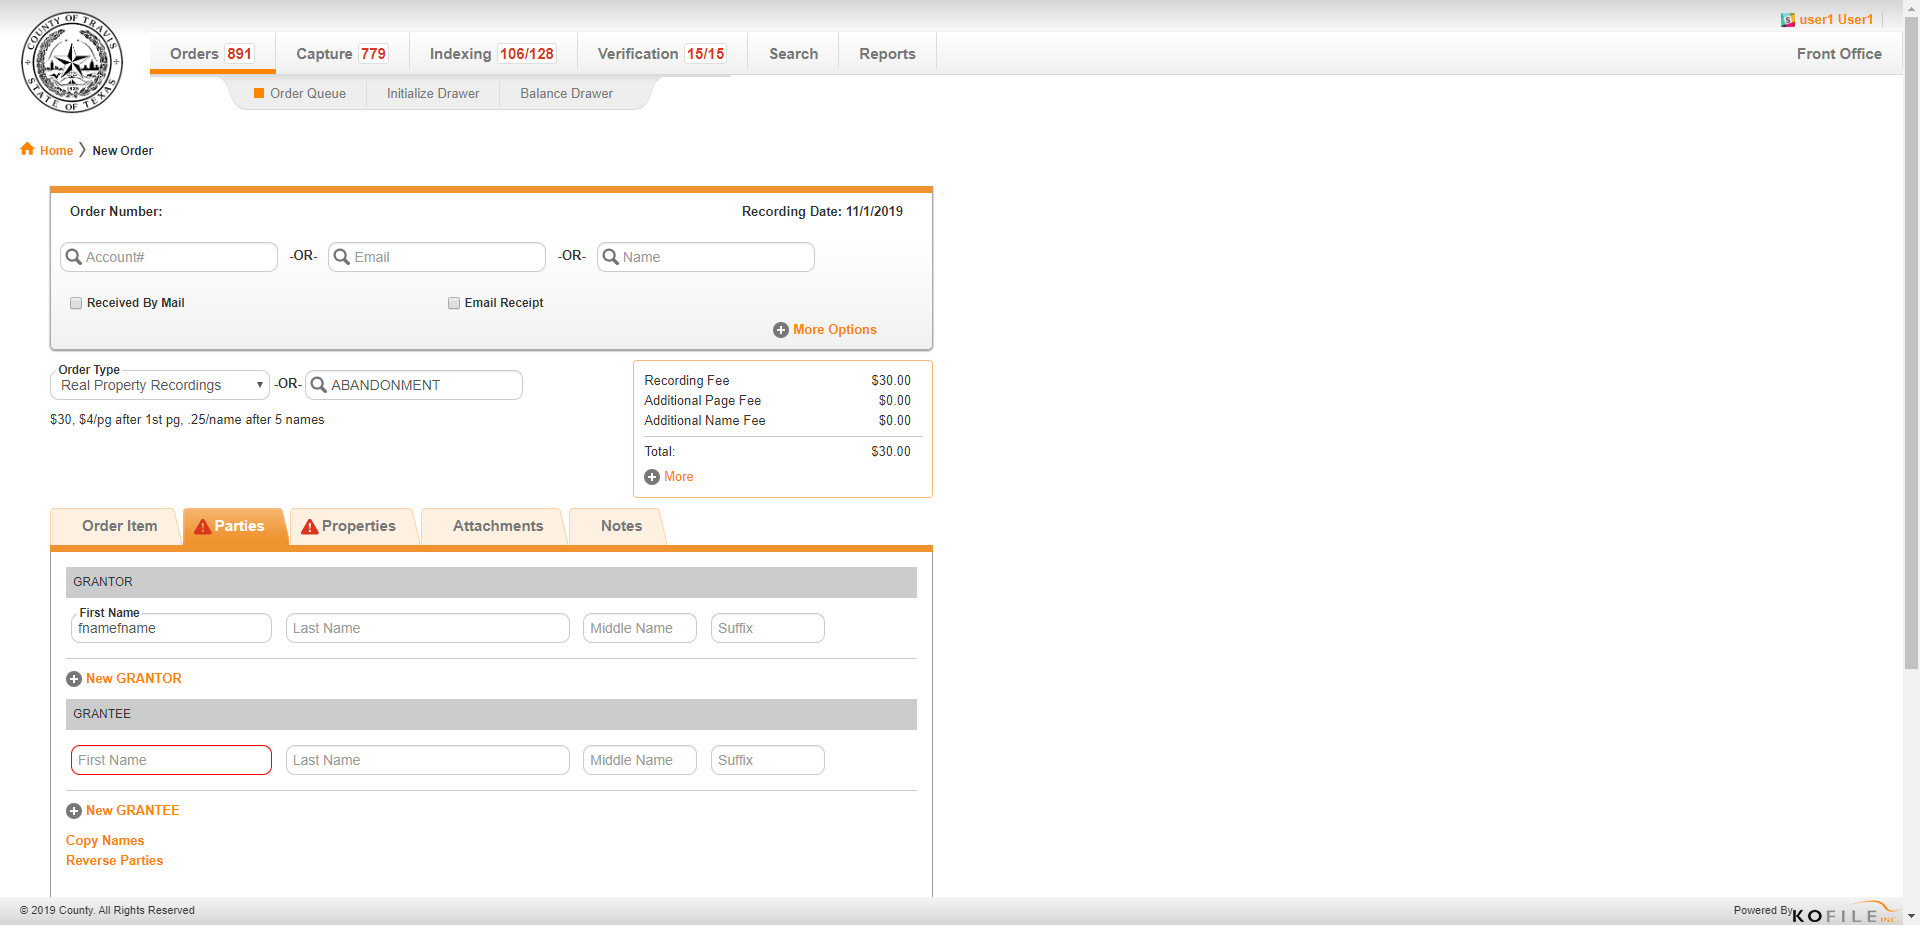 COUNTY OF TRAVIS
STATE OF TEXAS
user1 User1
Orders 891
Capture 779
Indexing 106/128
Verification 15/15
Search
Reports
Front Office
Order Queue
Initialize Drawer
Balance Drawer
Home
New Order
Order Number:
Recording Date: 11/1/2019
Account#
-OR-
Email
-OR-
Name
Received By Mail
Email Receipt
More Options
Order Type
Real Property Recordings
-OR-
ABANDONMENT
$30, $4/pg after 1st pg, .25/name after 5 names
Recording Fee $30.00
Additional Page Fee $0.00
Additional Name Fee $0.00
Total: $30.00
More
Order Item
Parties
Properties
Attachments
Notes
GRANTOR
First Name
fnamefname
Last Name
Middle Name
Suffix
New GRANTOR
GRANTEE
First Name
Last Name
Middle Name
Suffix
New GRANTEE
Copy Names
Reverse Parties
© 2019 County. All Rights Reserved
Powered By
KOFILE INC.